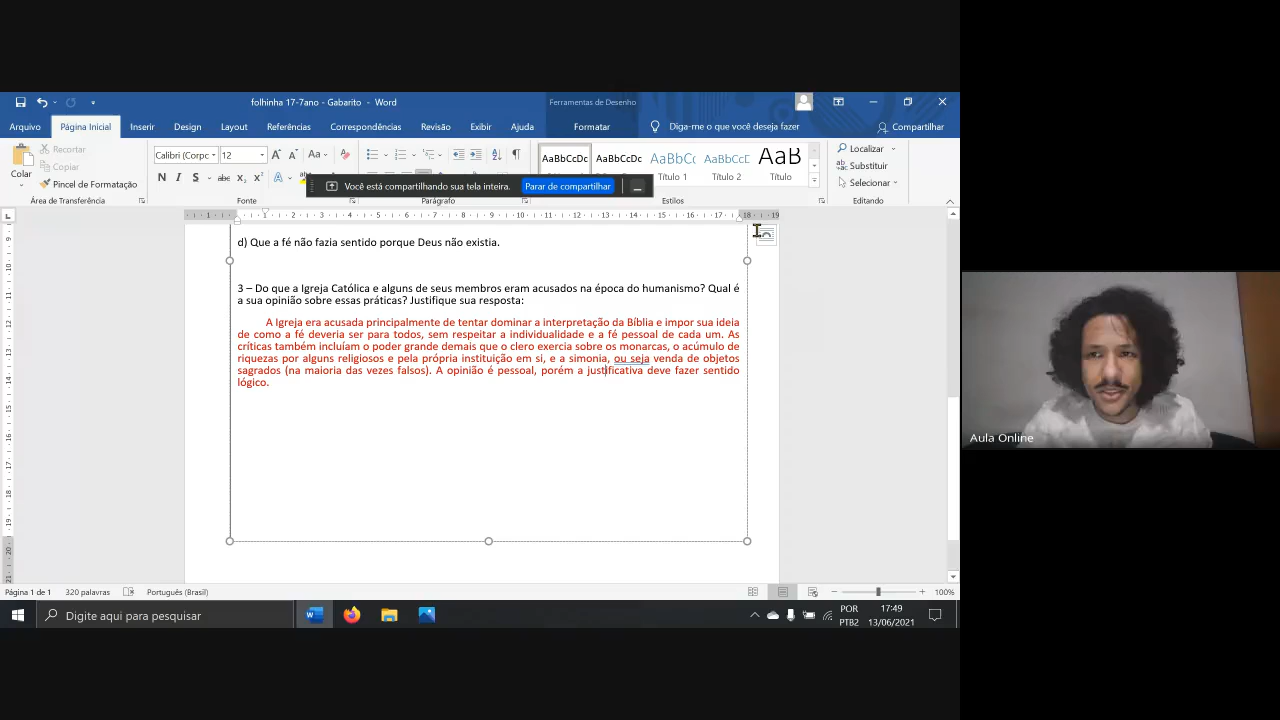 folhinha 17-7ano - Gabarito - Word
Ferramentas de Desenho
Arquivo Página Inicial Inserir Design Layout Referências Correspondências Revisão Exibir Ajuda Formatar Diga-me o que você deseja fazer Compartilhar
Colar
Recortar
Copiar
Pincel de Formatação
Calibri (Corpc 12
Aa
N I S abc x₂ x²
AaBbCcDc AaBbCcDc AaBbCc AaBbCcE AaB
Título 1 Título 2 Título
Localizar
Substituir
Selecionar
Você está compartilhando sua tela inteira. Parar de compartilhar
Área de Transferência Fonte Parágrafo Estilos Editando
d) Que a fé não fazia sentido porque Deus não existia.
3 – Do que a Igreja Católica e alguns de seus membros eram acusados na época do humanismo? Qual é
a sua opinião sobre essas práticas? Justifique sua resposta:
A Igreja era acusada principalmente de tentar dominar a interpretação da Bíblia e impor sua ideia
de como a fé deveria ser para todos, sem respeitar a individualidade e a fé pessoal de cada um. As
críticas também incluíam o poder grande demais que o clero exercia sobre os monarcas, o acúmulo de
riquezas por alguns religiosos e pela própria instituição em si, e a simonia, ou seja venda de objetos
sagrados (na maioria das vezes falsos). A opinião é pessoal, porém a justificativa deve fazer sentido
lógico.
Aula Online
Página 1 de 1 320 palavras Português (Brasil) 100%
Digite aqui para pesquisar
POR 17:49
PTB2 13/06/2021